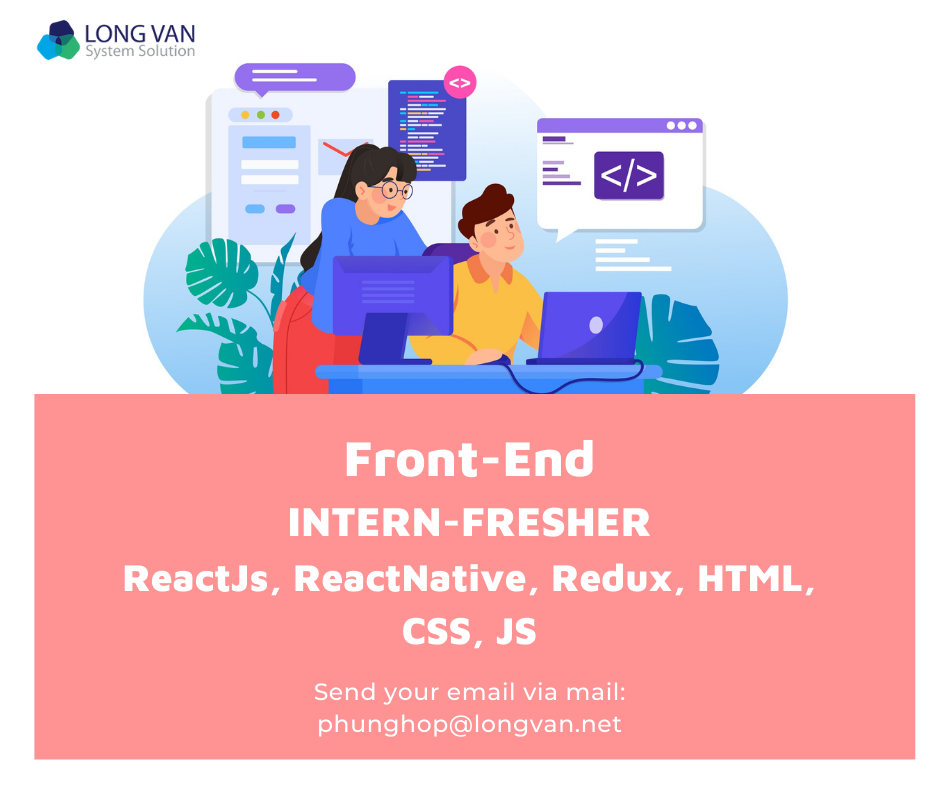 LONG VAN
System Solution
<>
</>
Front-End
INTERN-FRESHER
ReactJs, ReactNative, Redux, HTML,
CSS, JS
Send your email via mail:
phunghop@longvan.net